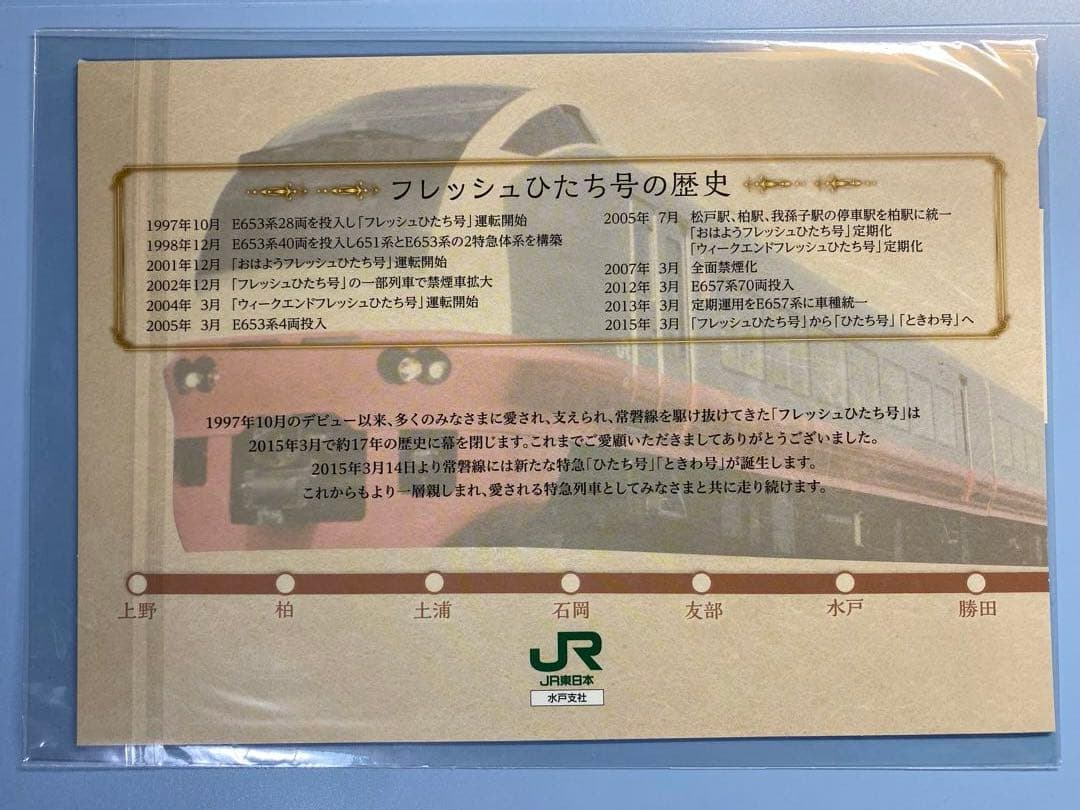 フレッシュひたち号の歴史
1997年10月 E653系28両を投入し「フレッシュひたち号」運転開始
1998年12月 E653系40両を投入し651系とE653系の2特急体系を構築
2001年12月 「おはようフレッシュひたち号」運転開始
2002年12月 「フレッシュひたち号」の一部列車で禁煙車拡大
2004年 3月 「ウィークエンドフレッシュひたち号」運転開始
2005年 3月 E653系4両投入
2005年 7月 松戸駅、柏駅、我孫子駅の停車駅を柏駅に統一
「おはようフレッシュひたち号」定期化
「ウィークエンドフレッシュひたち号」定期化
2007年 3月 全面禁煙化
2012年 3月 E657系70両投入
2013年 3月 定期運用をE657系に車種統一
2015年 3月 「フレッシュひたち号」から「ひたち号」「ときわ号」へ
1997年10月のデビュー以来、多くのみなさまに愛され、支えられ、常磐線を駆け抜けてきた「フレッシュひたち号」は
2015年3月で約17年の歴史に幕を閉じます。これまでご愛顧いただきましてありがとうございました。
2015年3月14日より常磐線には新たな特急「ひたち号」「ときわ号」が誕生します。
これからもより一層親しまれ、愛される特急列車としてみなさまと共に走り続けます。
上野 柏 土浦 石岡 友部 水戸 勝田
JR
JR東日本
水戸支社